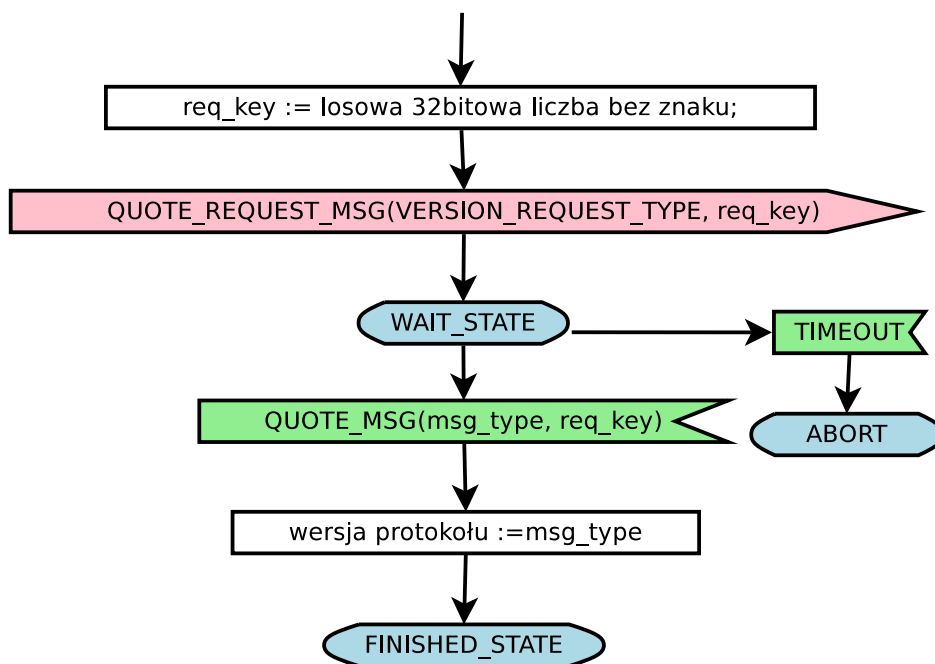 req_key := losowa 32bitowa liczba bez znaku;
QUOTE_REQUEST_MSG(VERSION_REQUEST_TYPE, req_key)
WAIT_STATE
TIMEOUT
QUOTE_MSG(msg_type, req_key)
ABORT
wersja protokołu :=msg_type
FINISHED_STATE